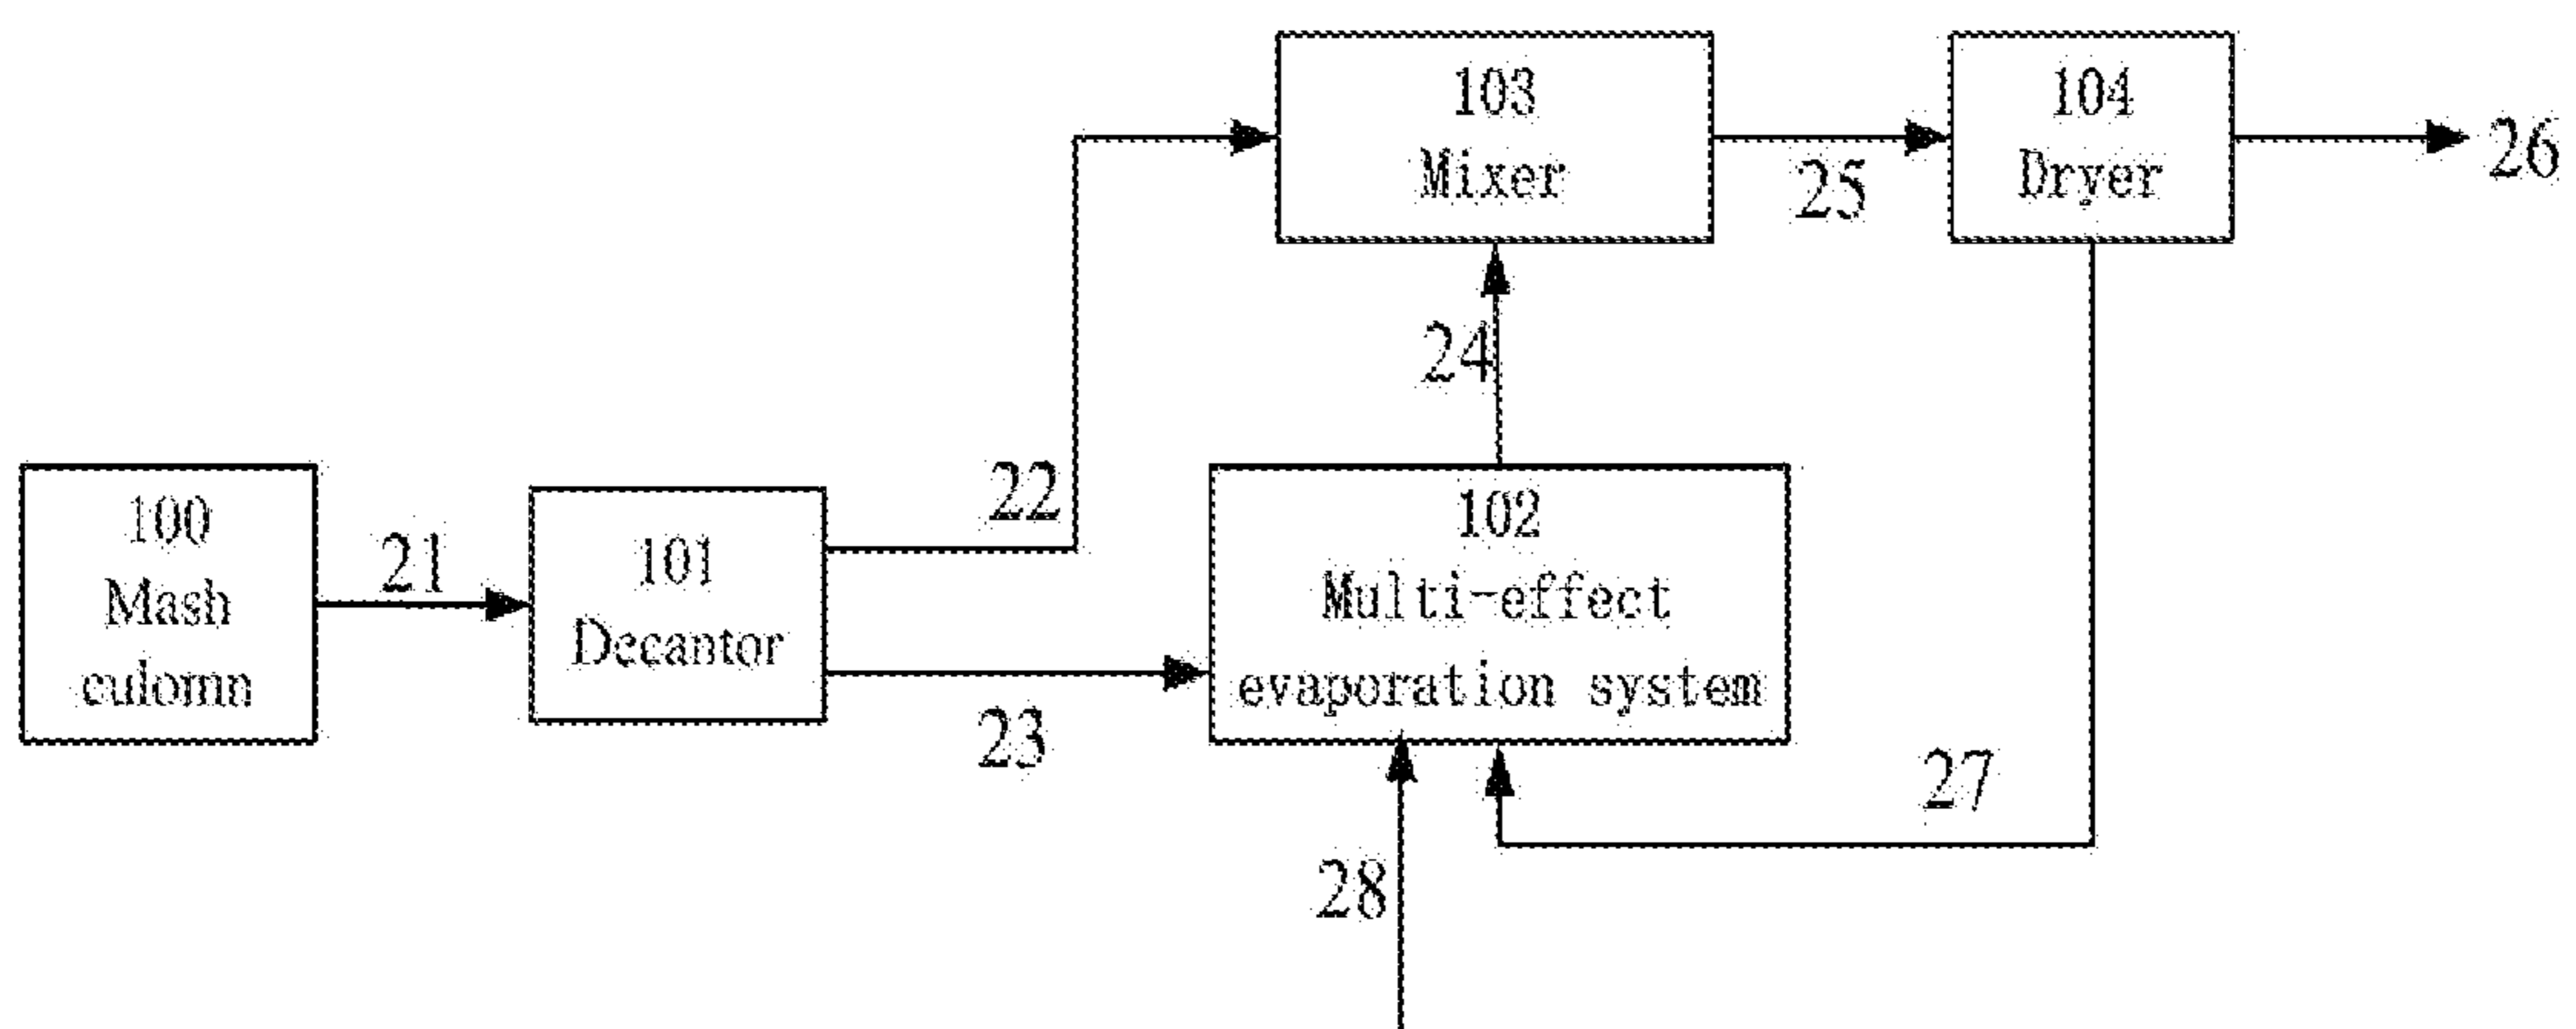 103
Mixer
104
Dryer
26
25
24
22
100
Mash
culomn
21
101
Decantor
102
Multi-effect
evaporation system
23
27
28